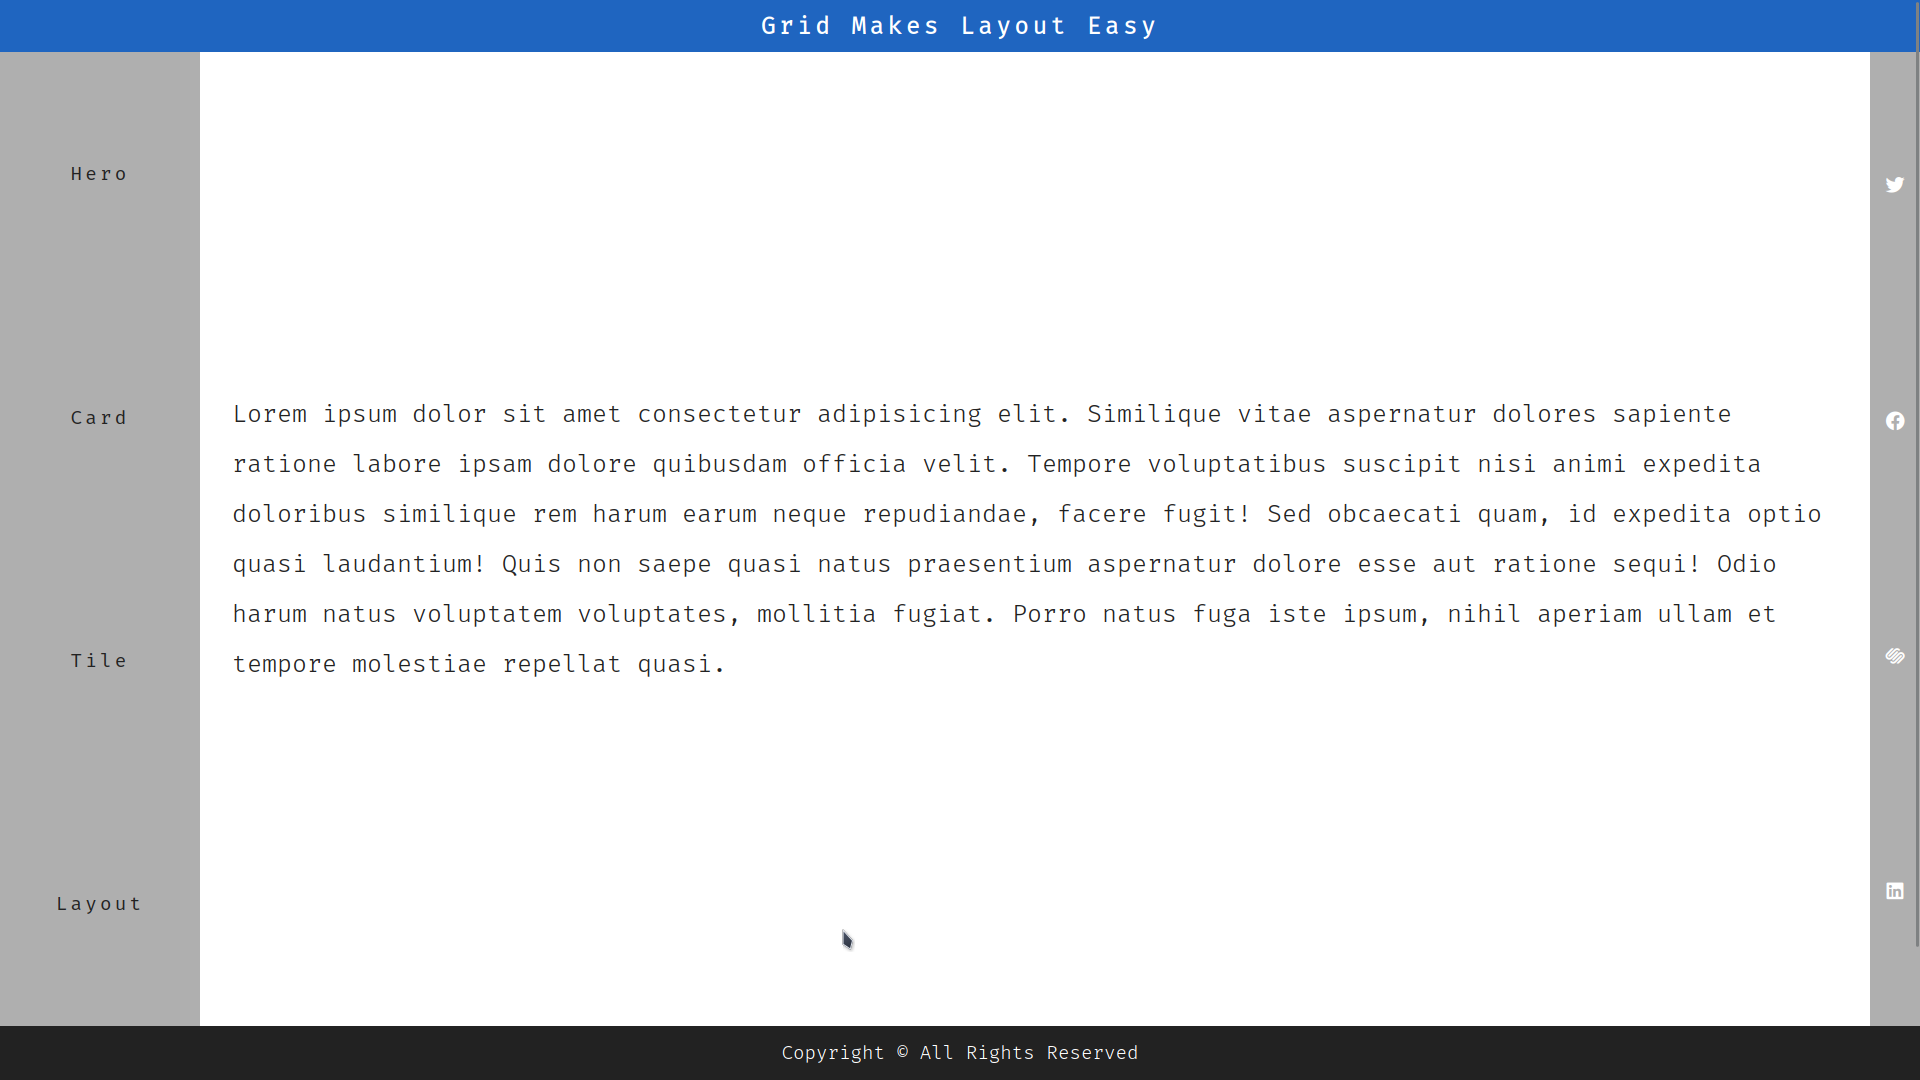 Grid Makes Layout Easy
Hero
Card
Tile
Layout
Lorem ipsum dolor sit amet consectetur adipisicing elit. Similique vitae aspernatur dolores sapiente
ratione labore ipsam dolore quibusdam officia velit. Tempore voluptatibus suscipit nisi animi expedita
doloribus similique rem harum earum neque repudiandae, facere fugit! Sed obcaecati quam, id expedita optio
quasi laudantium! Quis non saepe quasi natus praesentium aspernatur dolore esse aut ratione sequi! Odio
harum natus voluptatem voluptates, mollitia fugiat. Porro natus fuga iste ipsum, nihil aperiam ullam et
tempore molestiae repellat quasi.
Copyright © All Rights Reserved